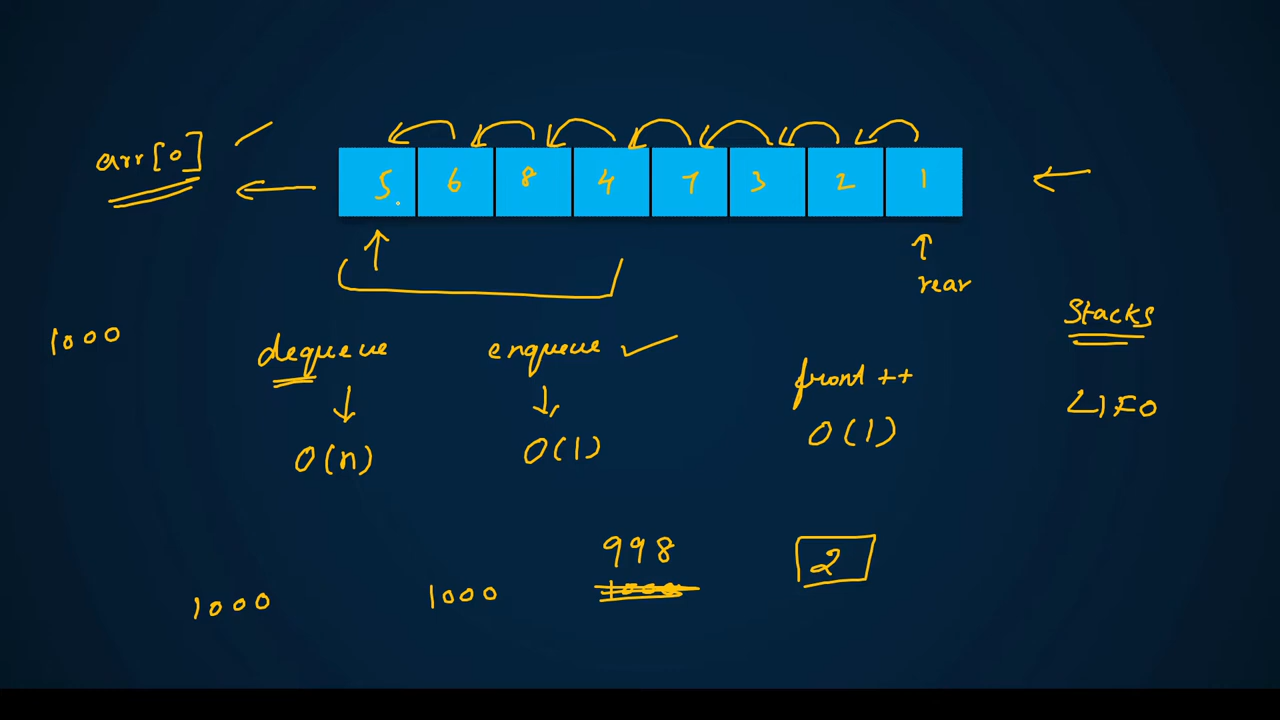 arr[0]
5 6 8 4 7 3 2 1
rear
1000
Stacks
dequeue enqueue
front ++
LIFO
O(n) O(1) O(1)
998
2
1000 1000 1000